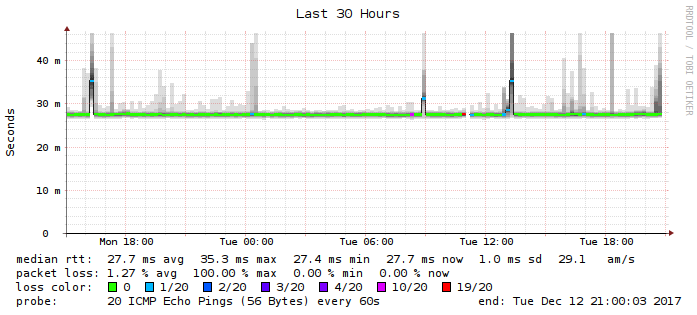 Last 30 Hours
RRDTOOL / TOBI OETIKER
Seconds
40 m
30 m
20 m
10 m
0
Mon 18:00 Tue 00:00 Tue 06:00 Tue 12:00 Tue 18:00
median rtt: 27.7 ms avg 35.3 ms max 27.4 ms min 27.7 ms now 1.0 ms sd 29.1 am/s
packet loss: 1.27 % avg 100.00 % max 0.00 % min 0.00 % now
loss color: 0 1/20 2/20 3/20 4/20 10/20 19/20
probe: 20 ICMP Echo Pings (56 Bytes) every 60s end: Tue Dec 12 21:00:03 2017